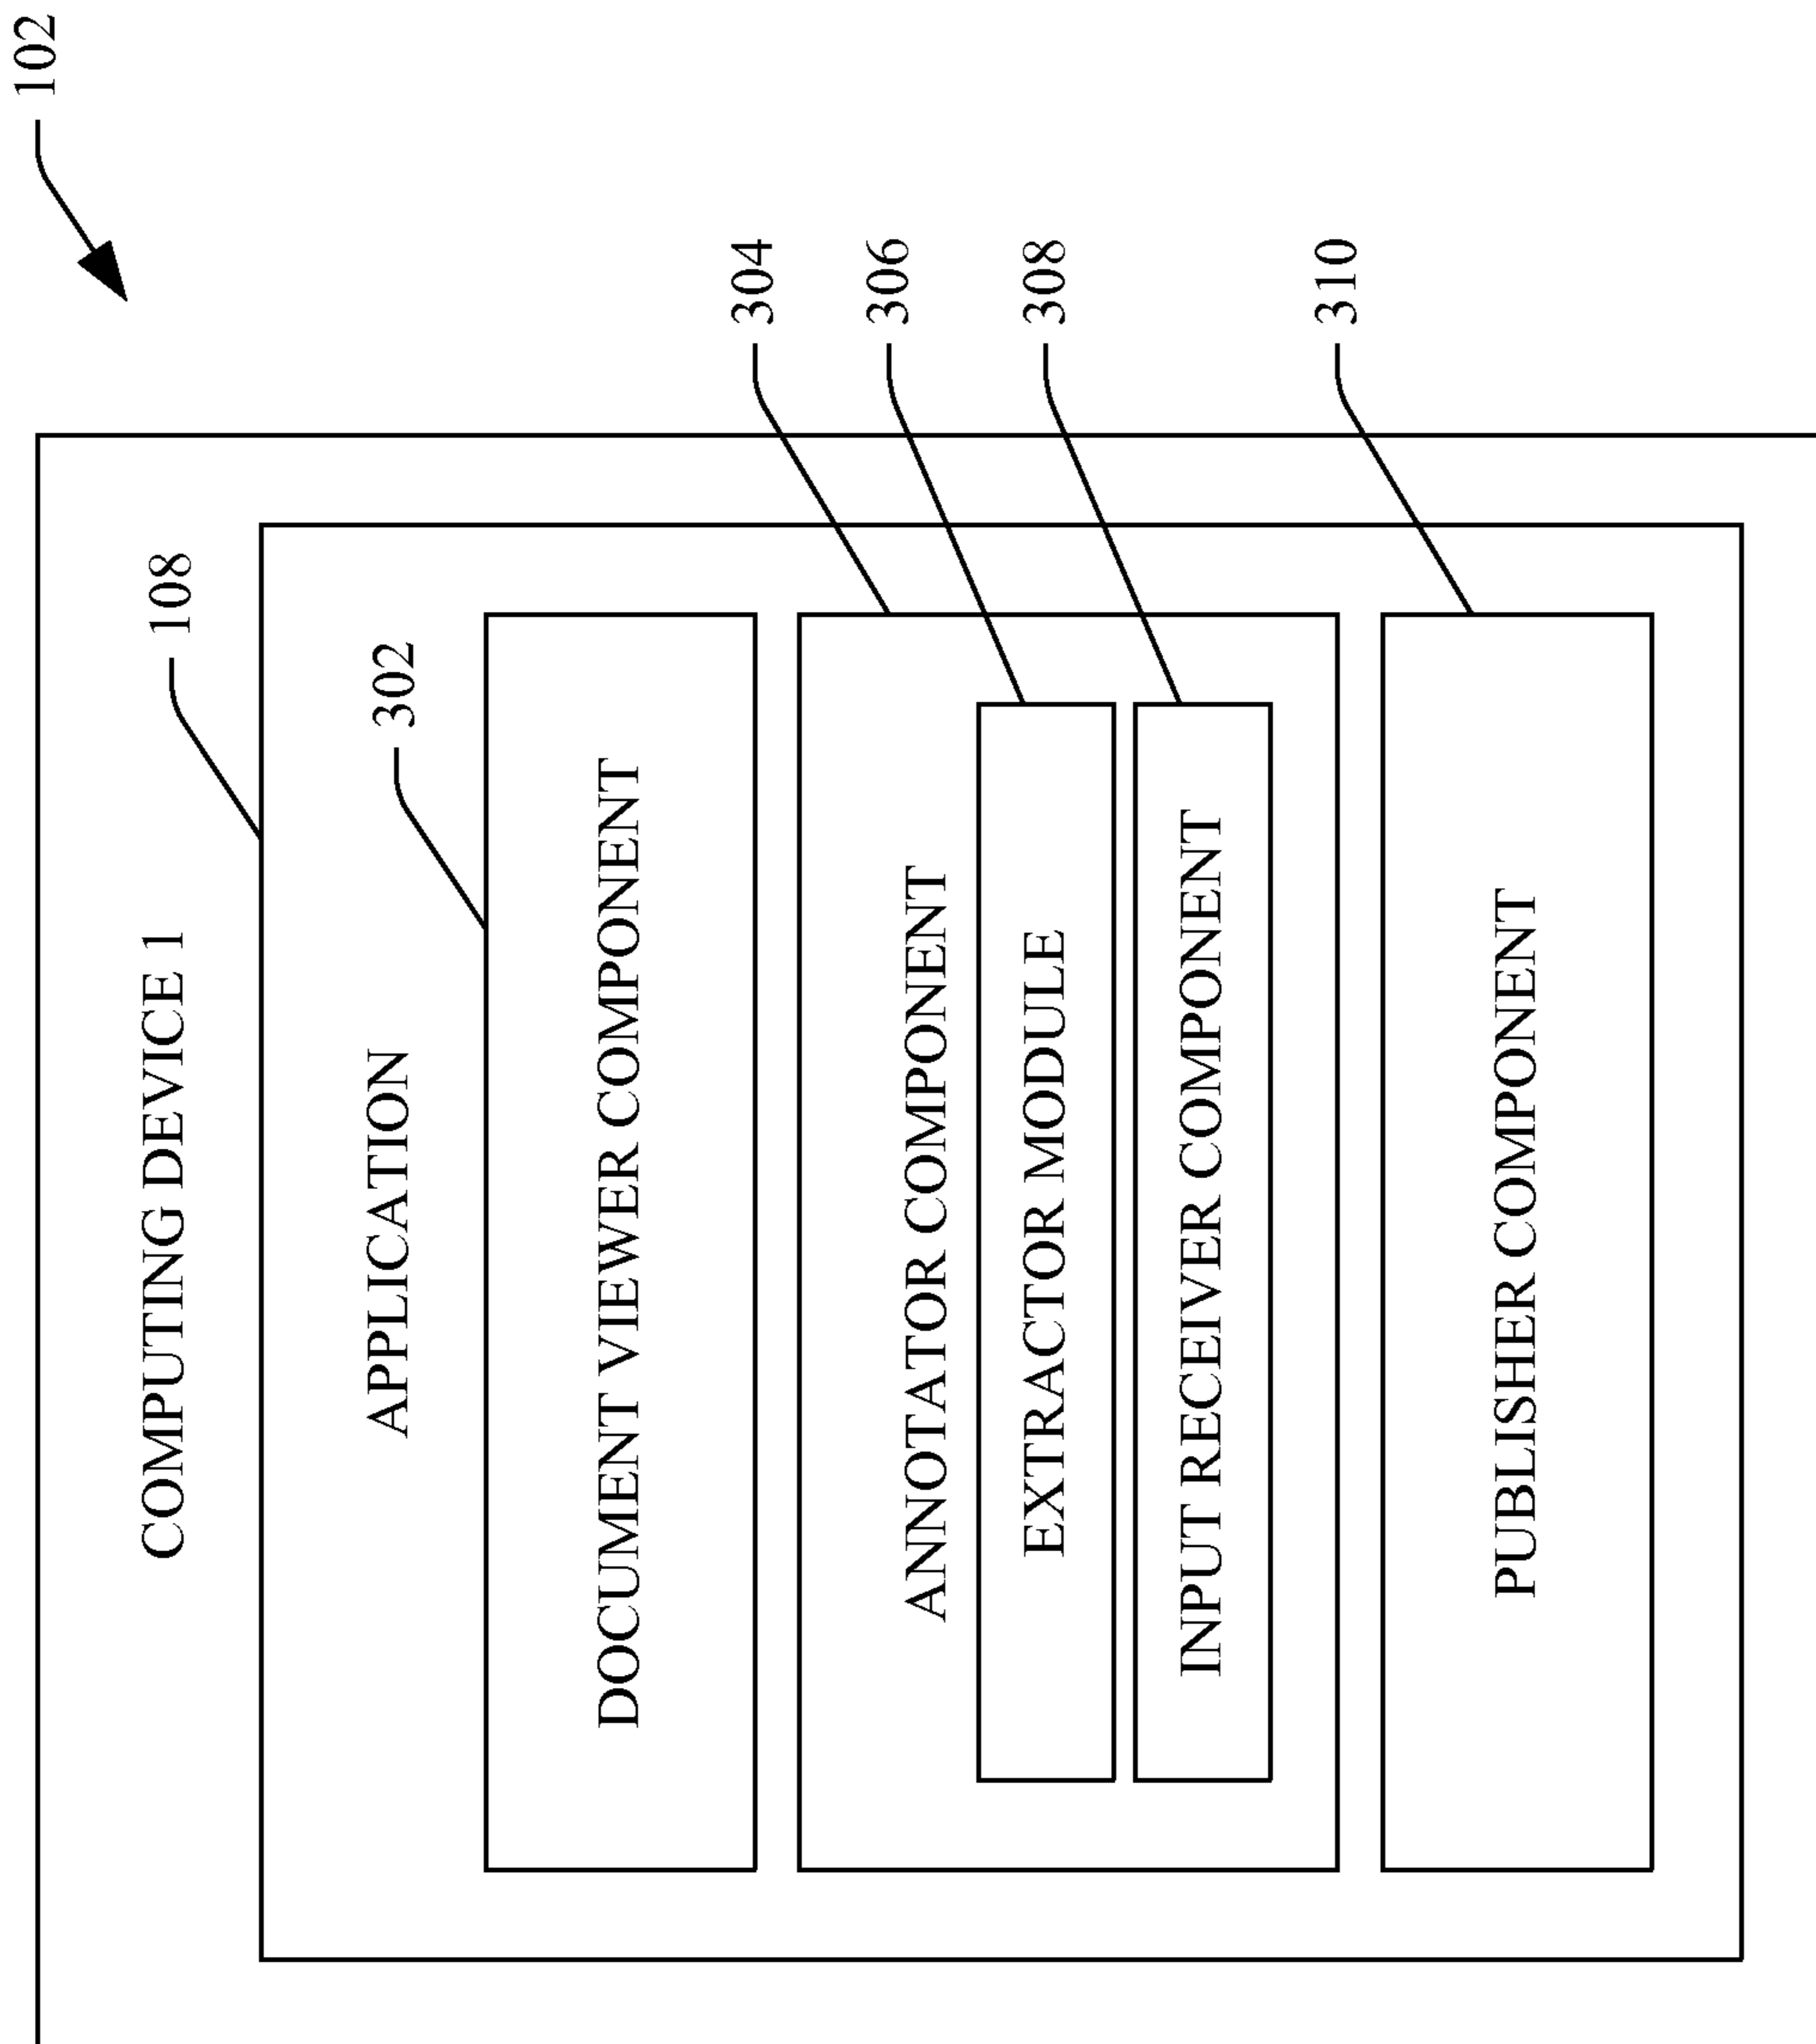 102
COMPUTING DEVICE 1
108
APPLICATION
302
DOCUMENT VIEWER COMPONENT
304
ANNOTATOR COMPONENT
306
EXTRACTOR MODULE
308
INPUT RECEIVER COMPONENT
310
PUBLISHER COMPONENT